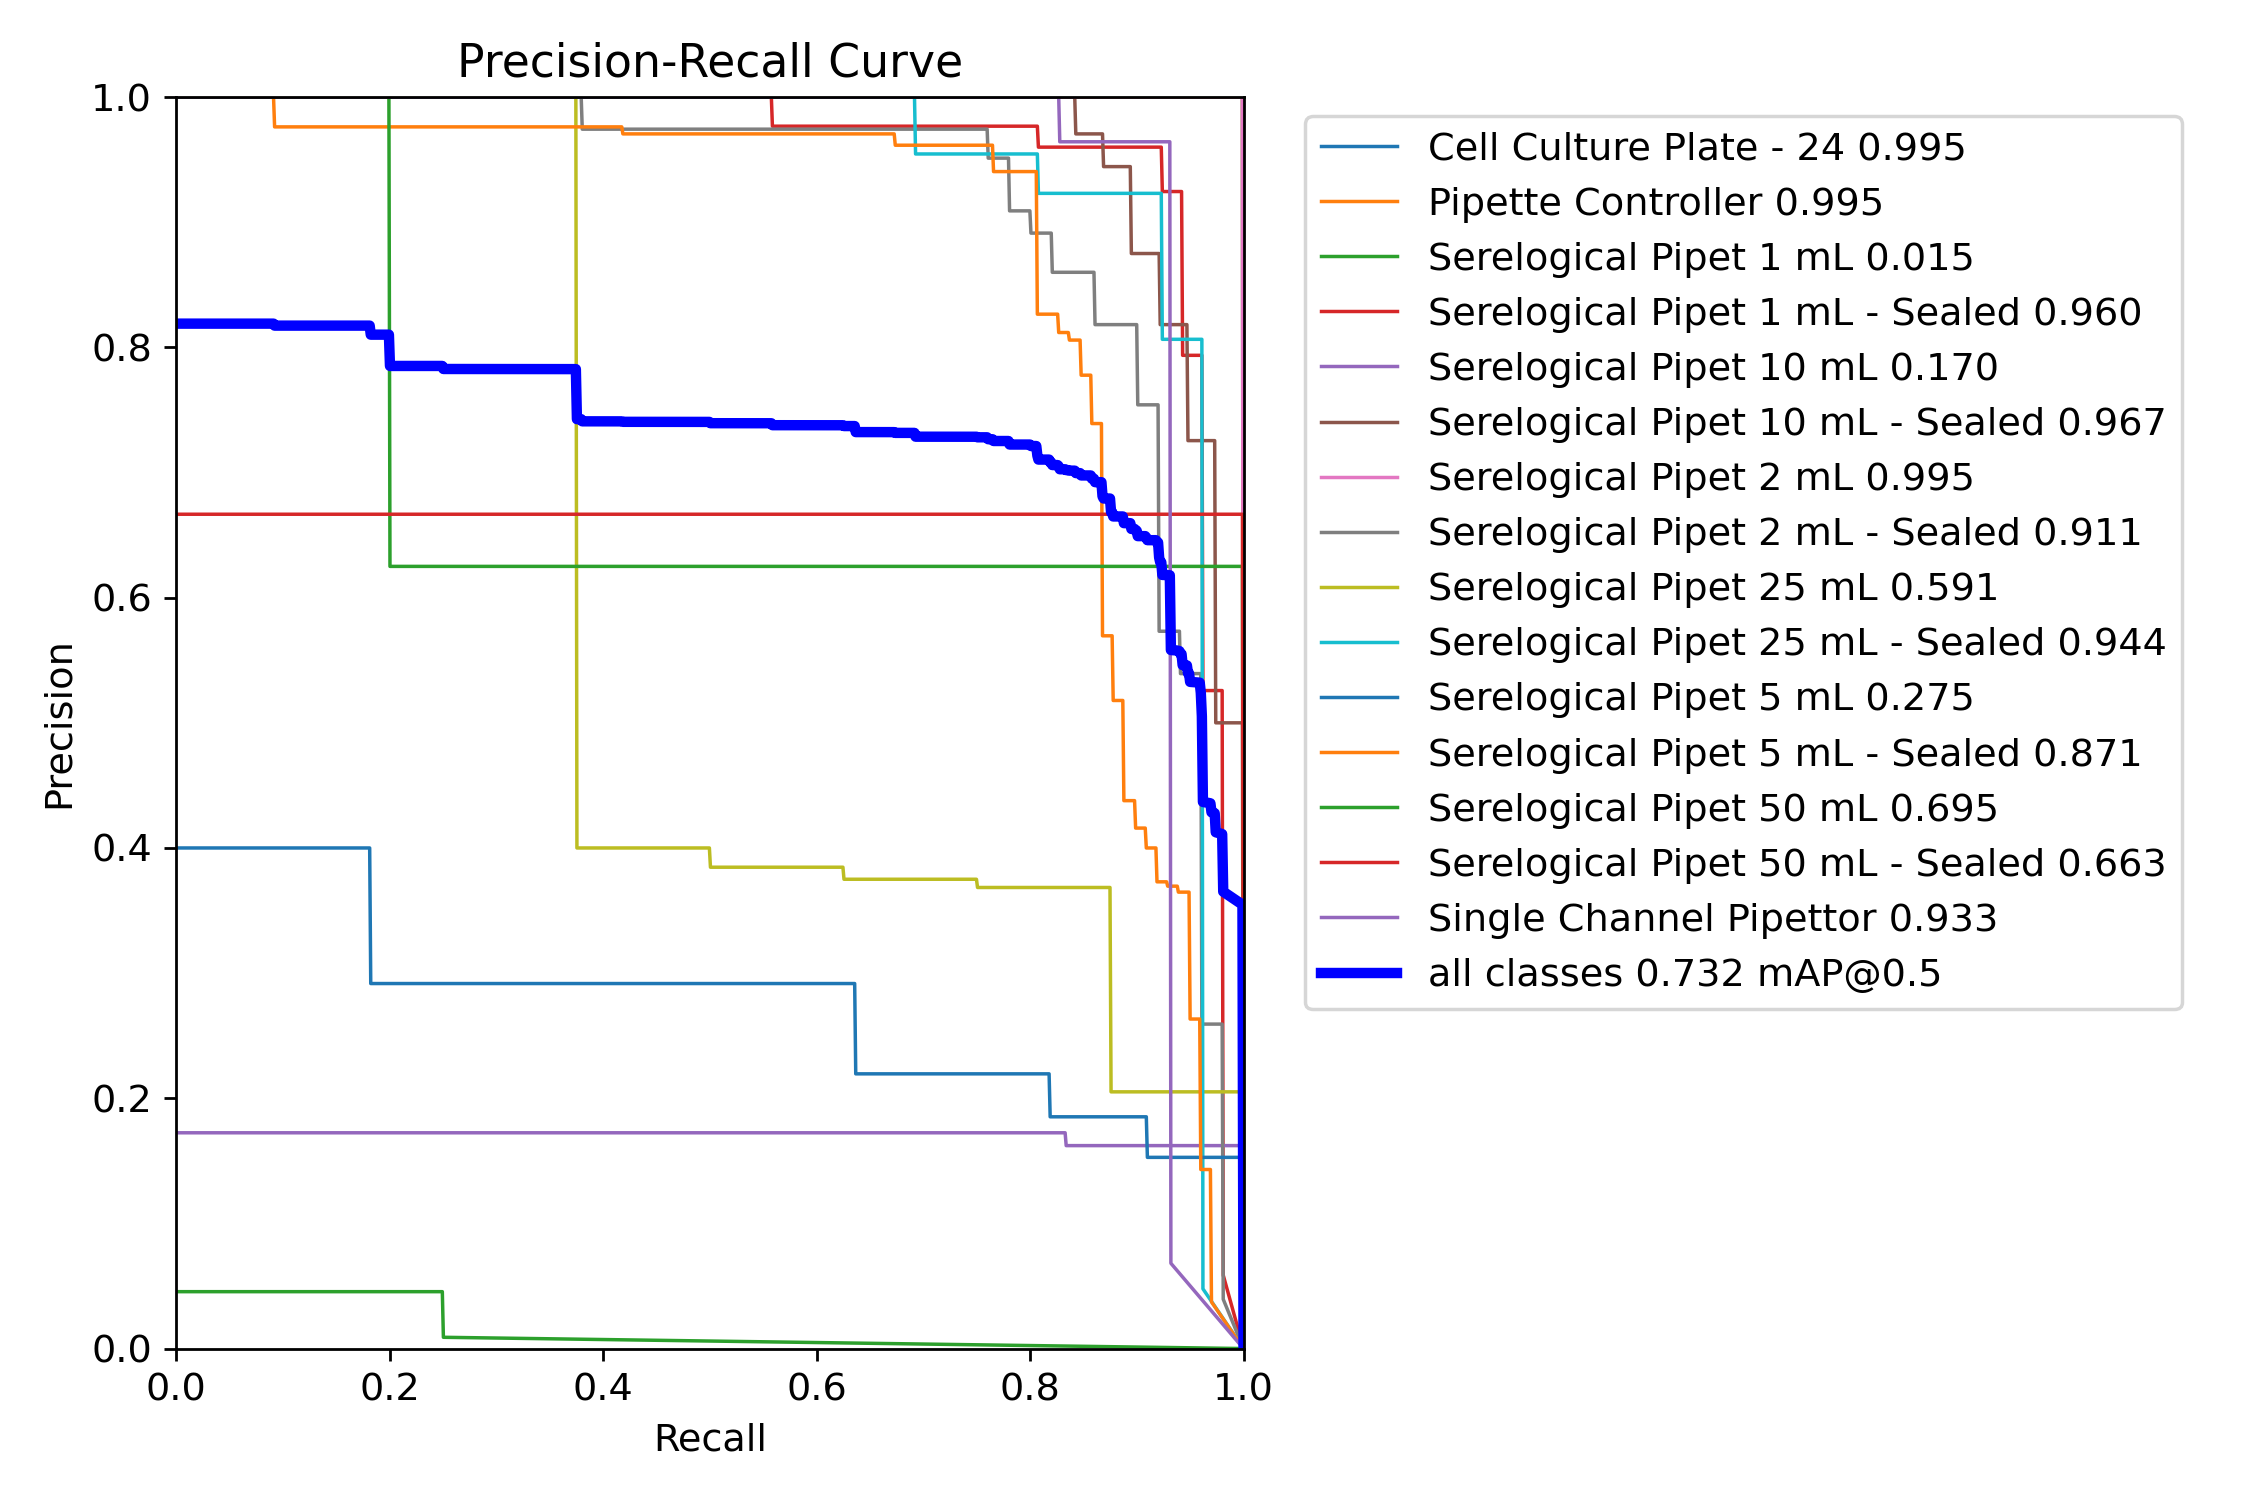 Precision-Recall Curve
1.0
0.8
0.6
0.4
0.2
0.0
Precision
0.0 0.2 0.4 0.6 0.8 1.0
Recall
Cell Culture Plate - 24 0.995
Pipette Controller 0.995
Serelogical Pipet 1 mL 0.015
Serelogical Pipet 1 mL - Sealed 0.960
Serelogical Pipet 10 mL 0.170
Serelogical Pipet 10 mL - Sealed 0.967
Serelogical Pipet 2 mL 0.995
Serelogical Pipet 2 mL - Sealed 0.911
Serelogical Pipet 25 mL 0.591
Serelogical Pipet 25 mL - Sealed 0.944
Serelogical Pipet 5 mL 0.275
Serelogical Pipet 5 mL - Sealed 0.871
Serelogical Pipet 50 mL 0.695
Serelogical Pipet 50 mL - Sealed 0.663
Single Channel Pipettor 0.933
all classes 0.732 mAP@0.5